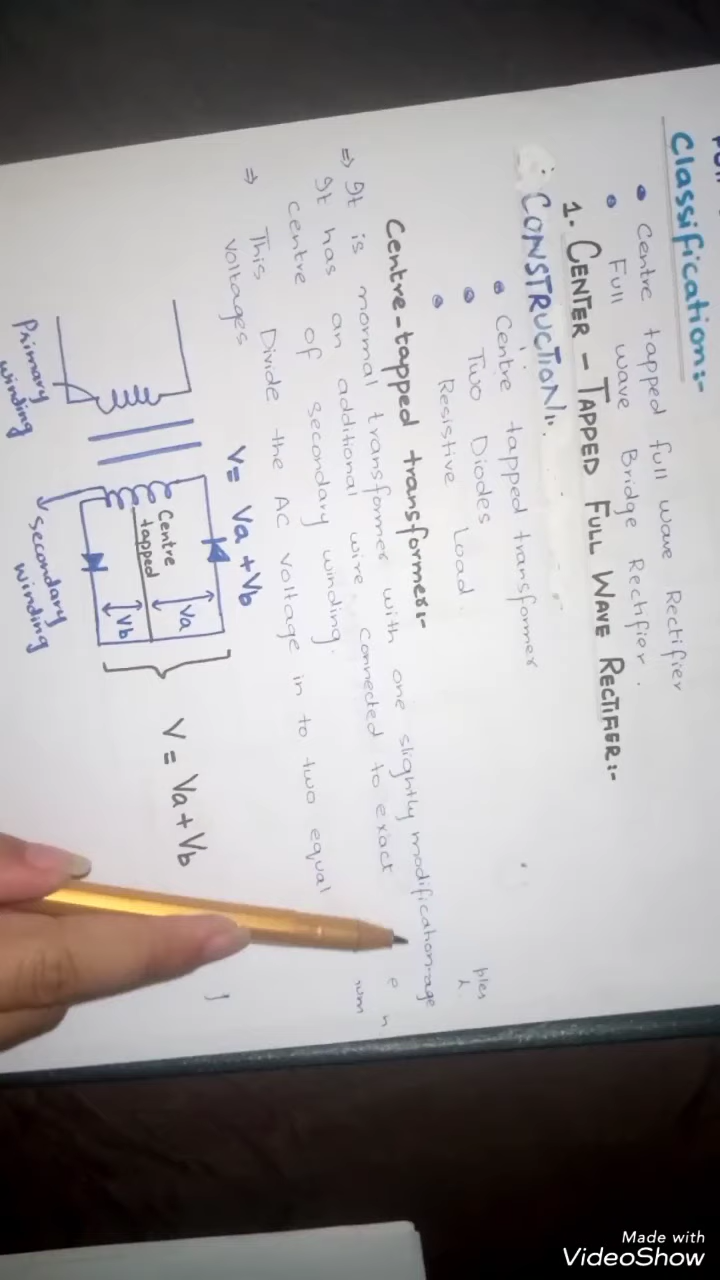 Classification:-
• Centre tapped full wave Rectifier
• Full wave Bridge Rectifier.
1. CENTER - TAPPED FULL WAVE RECTIFIER:-
CONSTRUCTION:
• Centre tapped transformer
• Two Diodes
• Resistive Load.
Centre-tapped transformer:-
⇒ It is normal transformer with one slightly modification
It has an additional wire connected to exact
centre of secondary winding.
⇒ This Divide the AC voltage in to two equal
voltages
V = Va + Vb
Centre
tapped
Va
Vb
V = Va + Vb
Primary
winding
secondary
winding
Made with
VideoShow